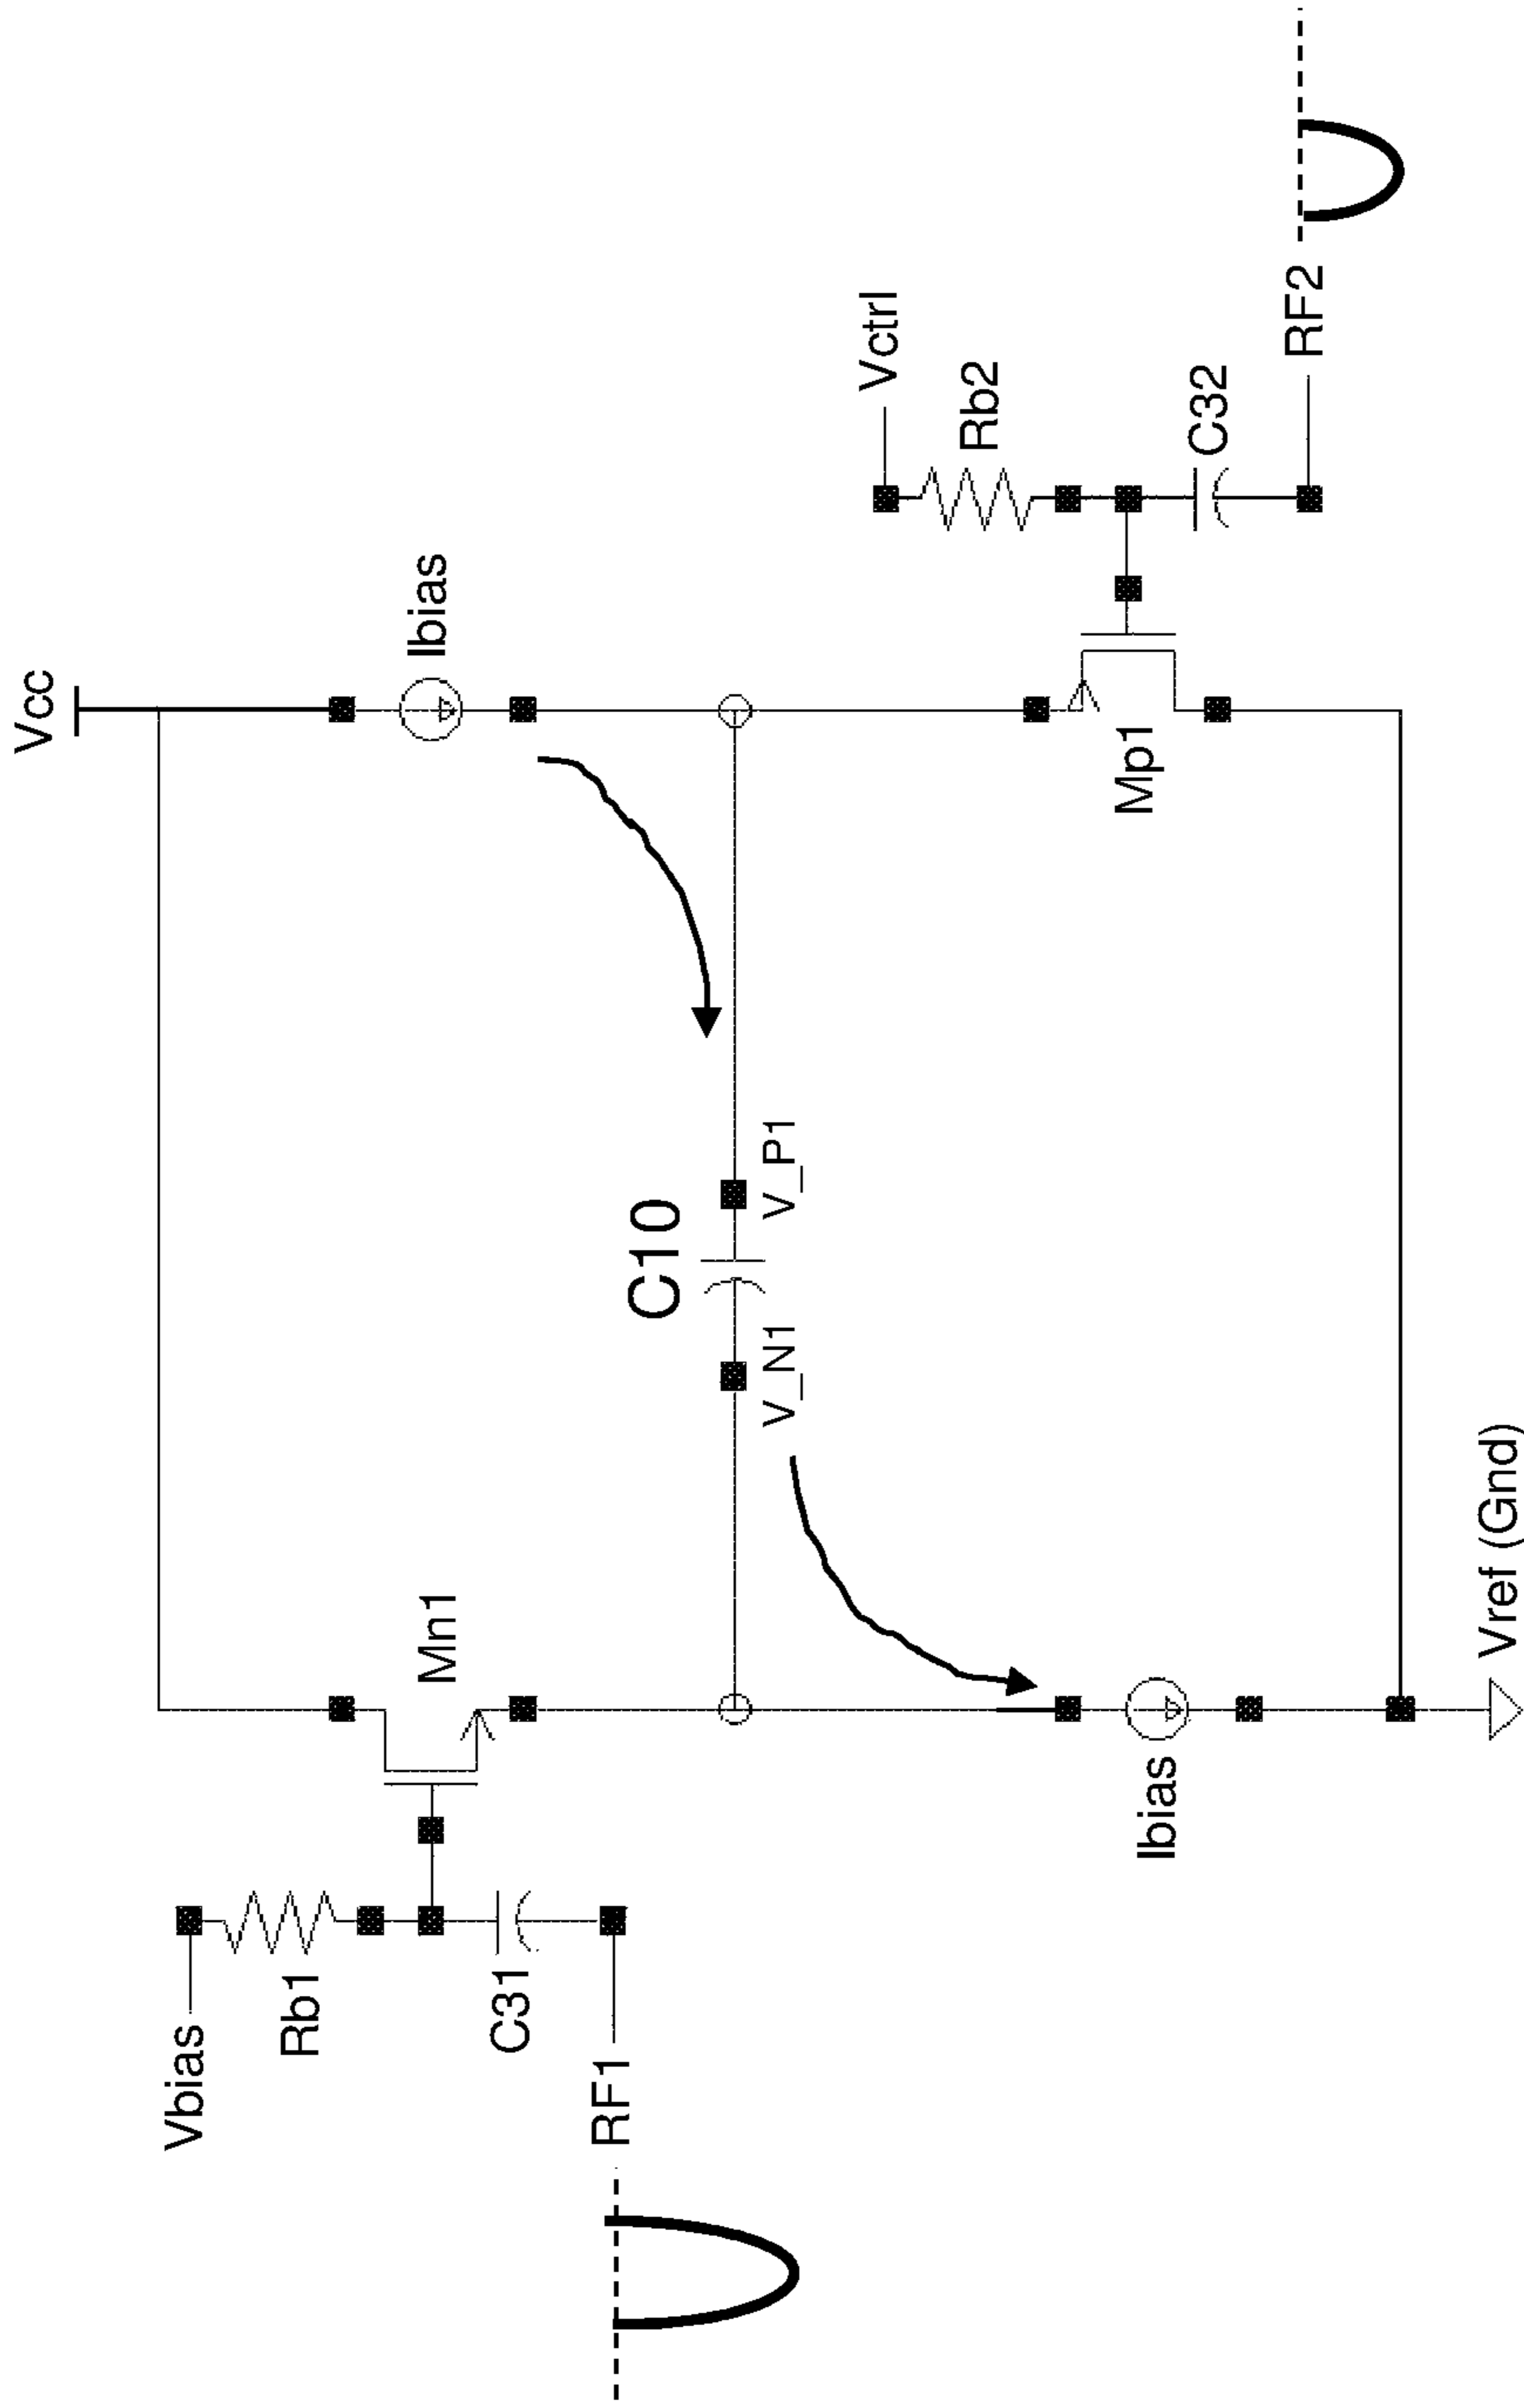 Vcc
Vbias
Rb1
Mn1
Ibias
C31
RF1
C10
V_N1
V_P1
Vctrl
Rb2
Ibias
Mp1
C32
RF2
Vref (Gnd)